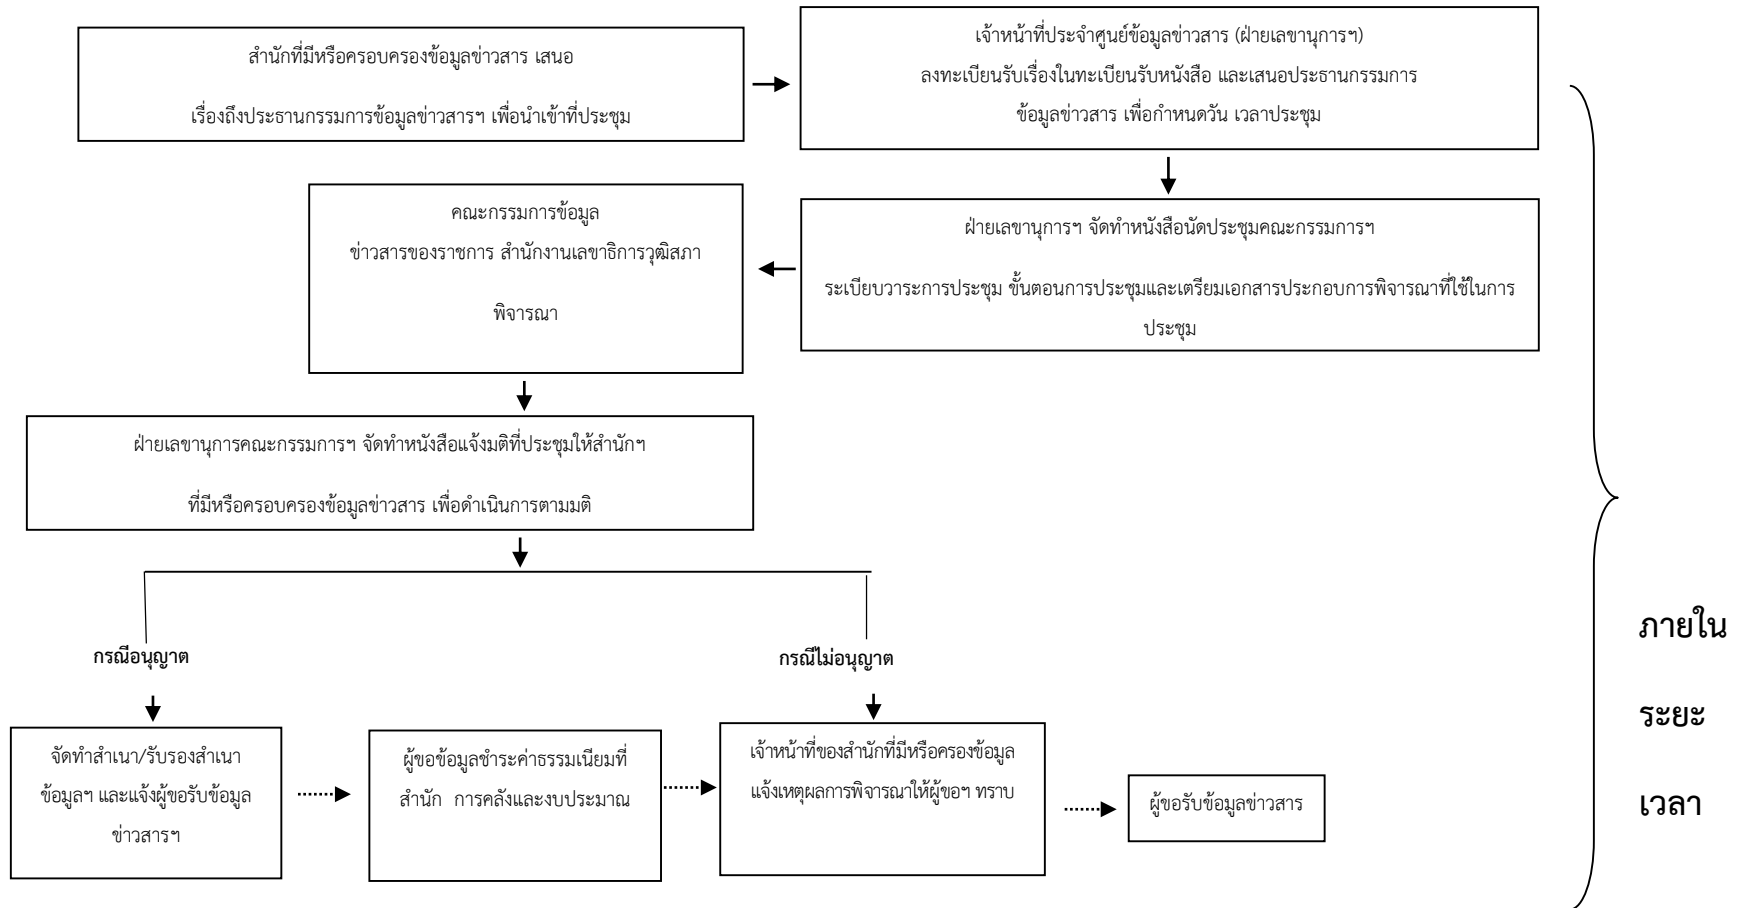 สำนักที่มีหรือครอบครองข้อมูลข่าวสาร เสนอ
เรื่องถึงประธานกรรมการข้อมูลข่าวสารฯ เพื่อนำเข้าที่ประชุม
เจ้าหน้าที่ประจำศูนย์ข้อมูลข่าวสาร (ฝ่ายเลขานุการฯ)
ลงทะเบียนรับเรื่องในทะเบียนรับหนังสือ และเสนอประธานกรรมการ
ข้อมูลข่าวสาร เพื่อกำหนดวัน เวลาประชุม
ฝ่ายเลขานุการฯ จัดทำหนังสือนัดประชุมคณะกรรมการฯ
ระเบียบวาระการประชุม ขั้นตอนการประชุมและเตรียมเอกสารประกอบการพิจารณาที่ใช้ในการ
ประชุม
คณะกรรมการข้อมูล
ข่าวสารของราชการ สำนักงานเลขาธิการวุฒิสภา
พิจารณา
ฝ่ายเลขานุการคณะกรรมการฯ จัดทำหนังสือแจ้งมติที่ประชุมให้สำนักฯ
ที่มีหรือครอบครองข้อมูลข่าวสาร เพื่อดำเนินการตามมติ
กรณีอนุญาต
กรณีไม่อนุญาต
จัดทำสำเนา/รับรองสำเนา
ข้อมูลฯ และแจ้งผู้ขอรับข้อมูล
ข่าวสารฯ
ผู้ขอข้อมูลชำระค่าธรรมเนียมที่
สำนัก การคลังและงบประมาณ
เจ้าหน้าที่ของสำนักที่มีหรือครองข้อมูล
แจ้งเหตุผลการพิจารณาให้ผู้ขอฯ ทราบ
ผู้ขอรับข้อมูลข่าวสาร
ภายใน
ระยะ
เวลา